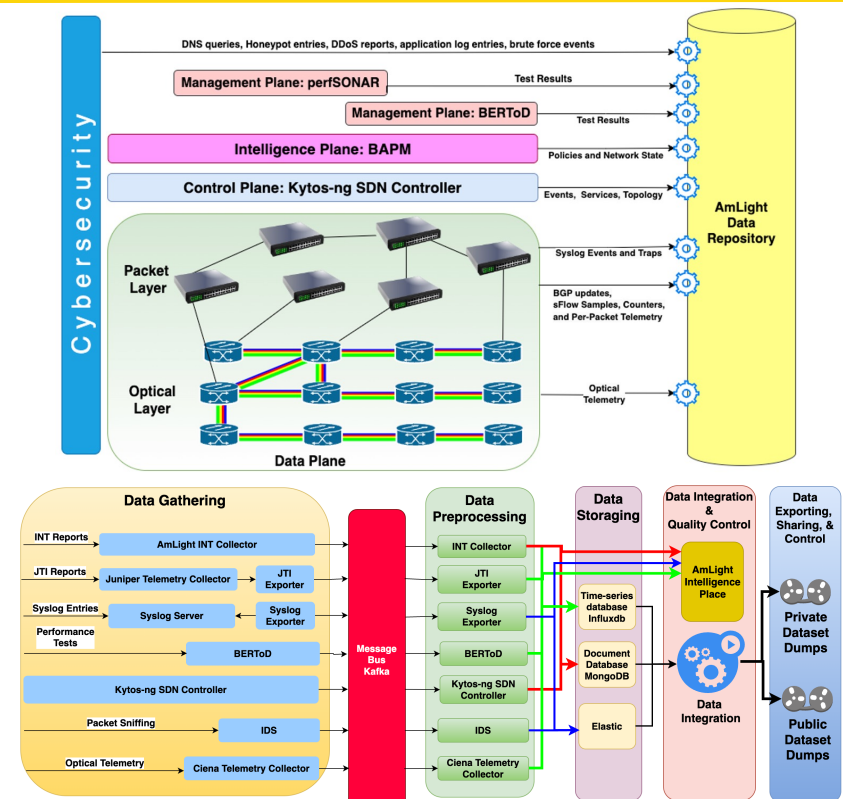 Cybersecurity
DNS queries, Honeypot entries, DDoS reports, application log entries, brute force events
Management Plane: perfSONAR
Test Results
Management Plane: BERToD
Test Results
Intelligence Plane: BAPM
Policies and Network State
Control Plane: Kytos-ng SDN Controller
Events, Services, Topology
AmLight
Data
Repository
Packet
Layer
Syslog Events and Traps
BGP updates,
sFlow Samples, Counters,
and Per-Packet Telemetry
Optical
Layer
Optical
Telemetry
Data Plane
Data Gathering
INT Reports
AmLight INT Collector
JTI Reports
Juniper Telemetry Collector
JTI
Exporter
Syslog Entries
Syslog Server
Syslog
Exporter
Performance
Tests
BERToD
Kytos-ng SDN Controller
Packet Sniffing
IDS
Optical Telemetry
Ciena Telemetry Collector
Message
Bus
Kafka
Data
Preprocessing
INT Collector
JTI
Exporter
Syslog
Exporter
BERToD
Kytos-ng SDN
Controller
IDS
Ciena Telemetry
Collector
Data
Storaging
Time-series
database
Influxdb
Document
Database
MongoDB
Elastic
Data Integration
&
Quality Control
AmLight
Intelligence
Place
Data
Integration
Data
Exporting,
Sharing, &
Control
Private
Dataset
Dumps
Public
Dataset
Dumps